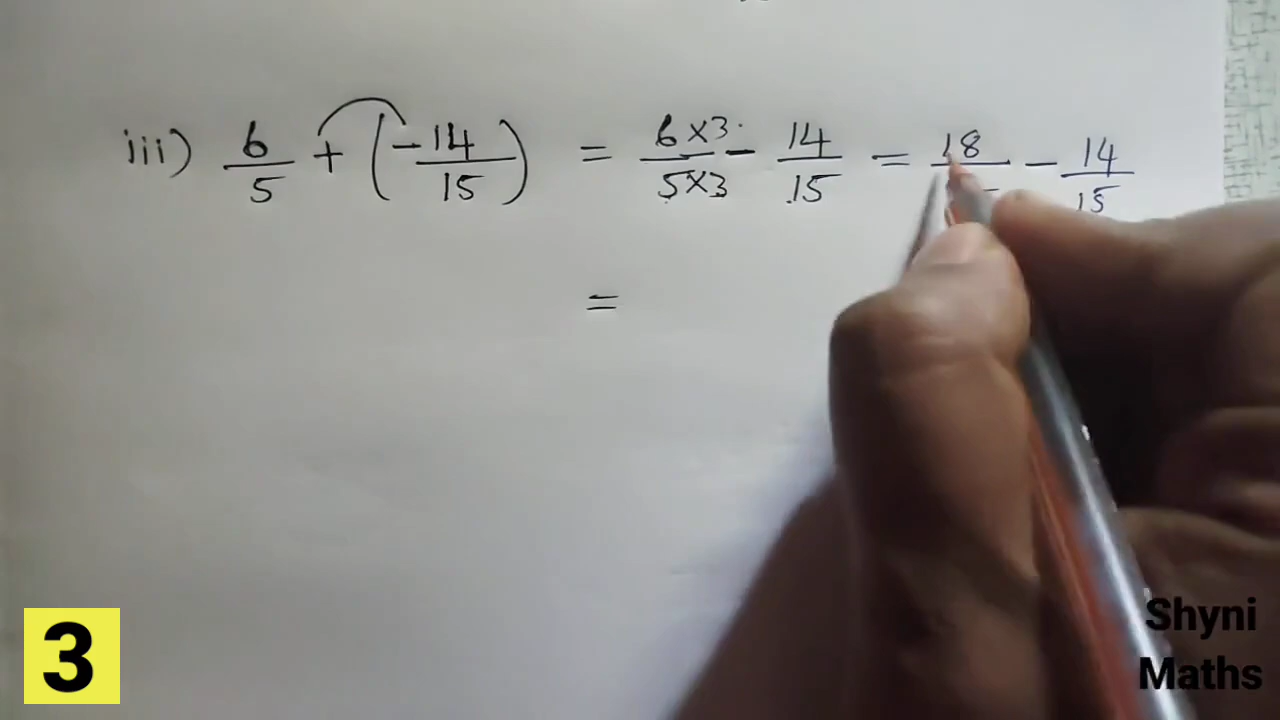 iii) 6/5 + (-14/15) = 6×3/5×3 - 14/15 = 18/ - 14/15
=
3
Shyni
Maths